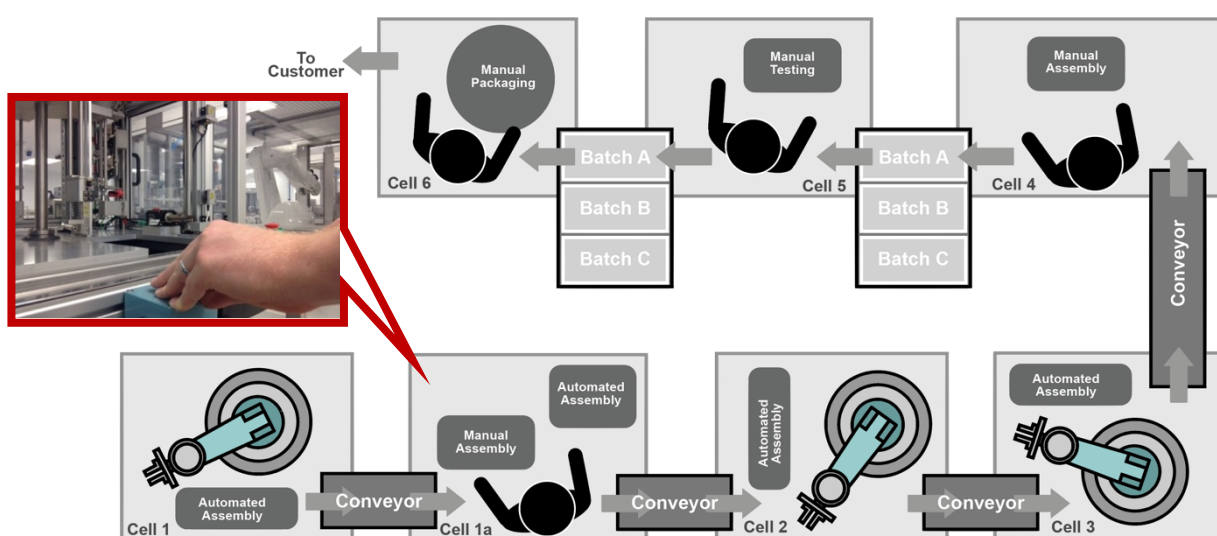 To
Customer
Manual
Packaging
Cell 6
Batch A
Batch B
Batch C
Manual
Testing
Cell 5
Batch A
Batch B
Batch C
Manual
Assembly
Cell 4
Conveyor
Automated
Assembly
Cell 1
Conveyor
Manual
Assembly
Automated
Assembly
Cell 1a
Conveyor
Automated
Assembly
Cell 2
Conveyor
Automated
Assembly
Cell 3